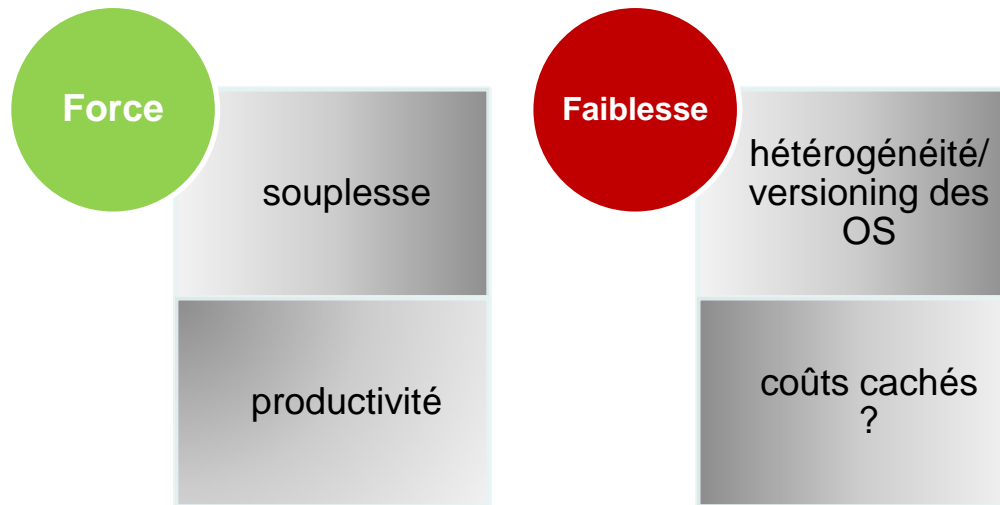 Force
souplesse
productivité
Faiblesse
hétérogénéité/
versioning des
OS
coûts cachés
?